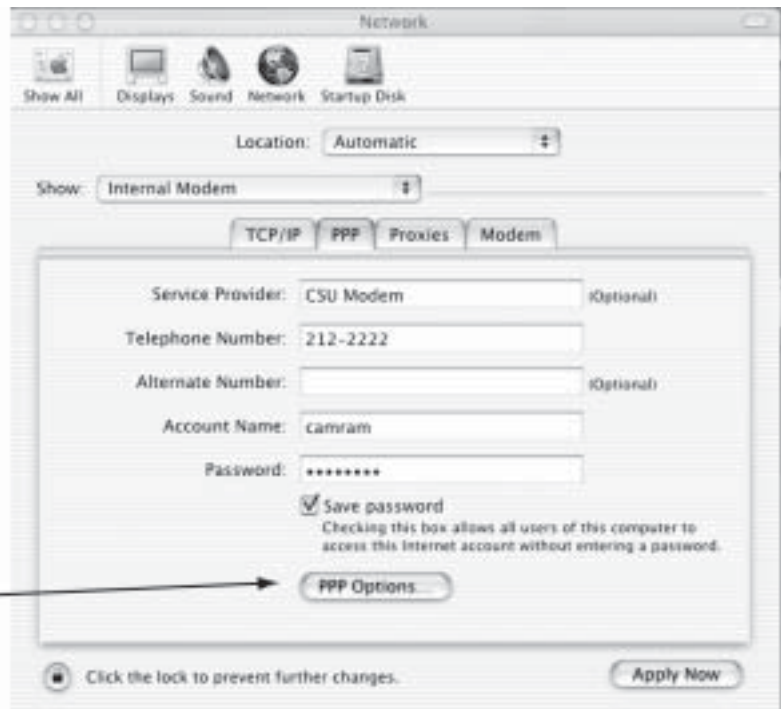 Network
Show All Displays Sound Network Startup Disk
Location: Automatic
Show: Internal Modem
TCP/IP PPP Proxies Modem
Service Provider: CSU Modem (Optional)
Telephone Number: 212-2222
Alternate Number: (Optional)
Account Name: camram
Password: ••••••••
Save password
Checking this box allows all users of this computer to
access this Internet account without entering a password.
PPP Options...
Click the lock to prevent further changes.
Apply Now